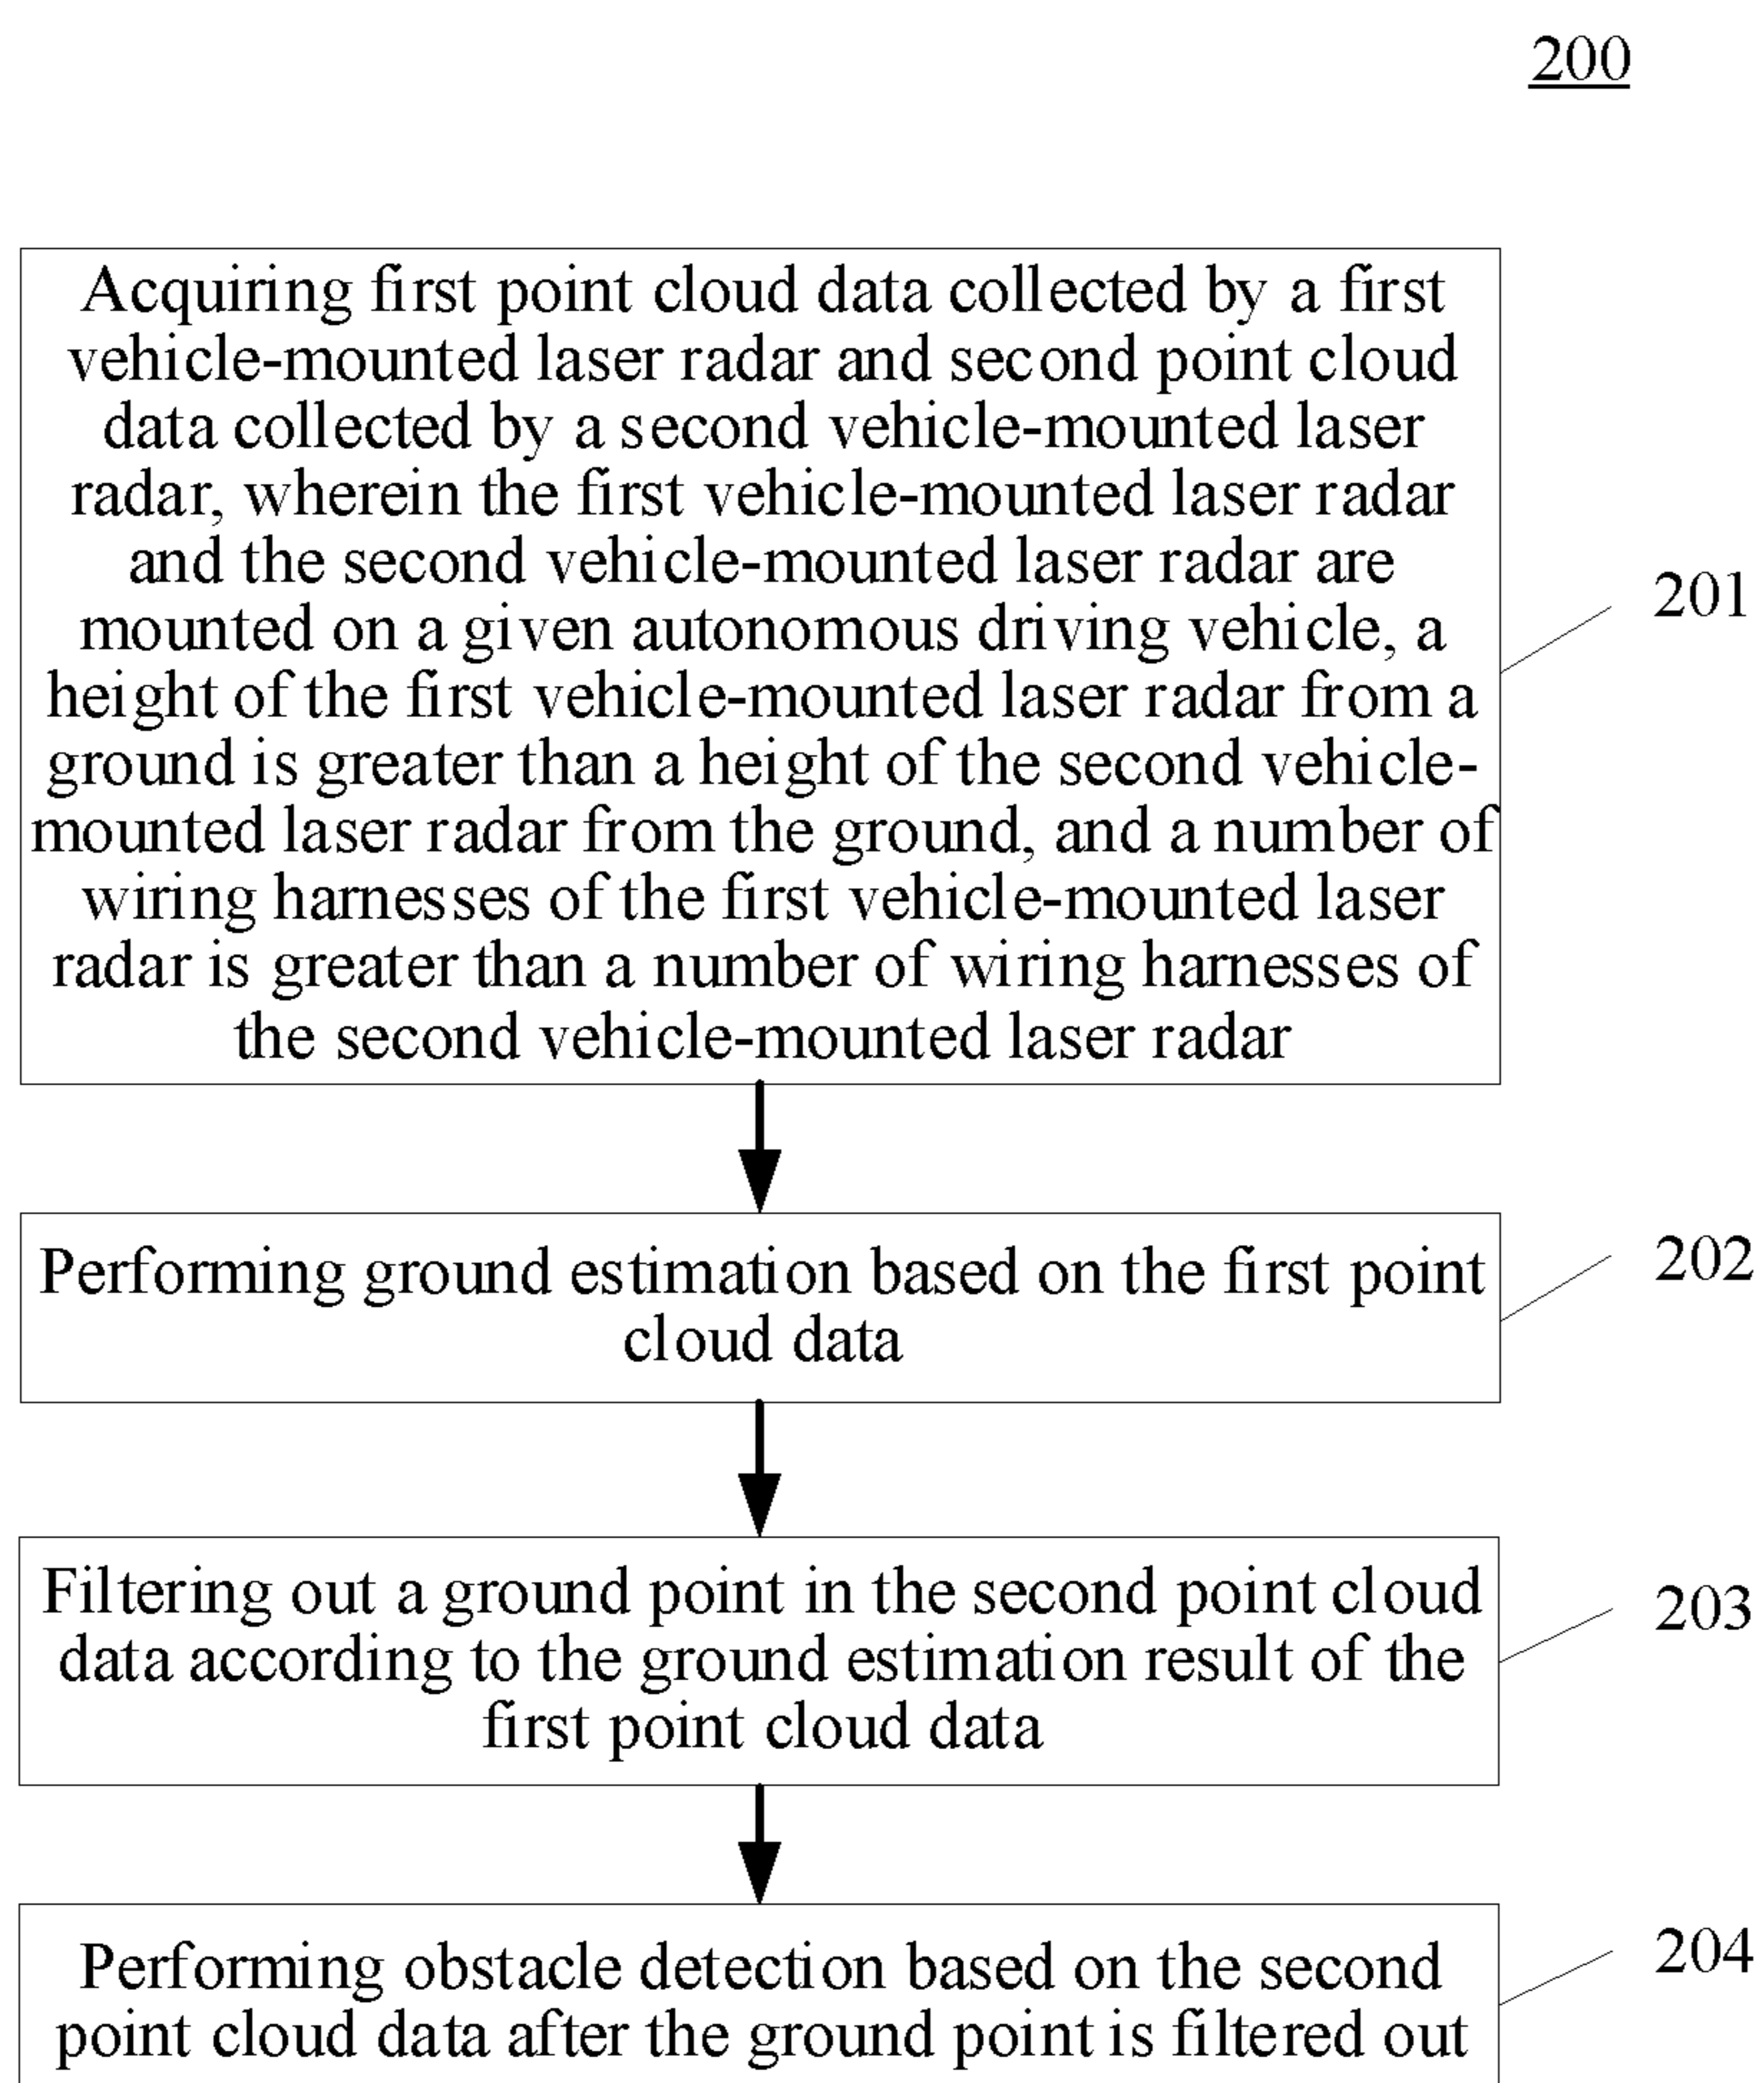 200
Acquiring first point cloud data collected by a first
vehicle-mounted laser radar and second point cloud
data collected by a second vehicle-mounted laser
radar, wherein the first vehicle-mounted laser radar
and the second vehicle-mounted laser radar are
mounted on a given autonomous driving vehicle, a
height of the first vehicle-mounted laser radar from a
ground is greater than a height of the second vehicle-
mounted laser radar from the ground, and a number of
wiring harnesses of the first vehicle-mounted laser
radar is greater than a number of wiring harnesses of
the second vehicle-mounted laser radar
201
Performing ground estimation based on the first point
cloud data
202
Filtering out a ground point in the second point cloud
data according to the ground estimation result of the
first point cloud data
203
Performing obstacle detection based on the second
point cloud data after the ground point is filtered out
204